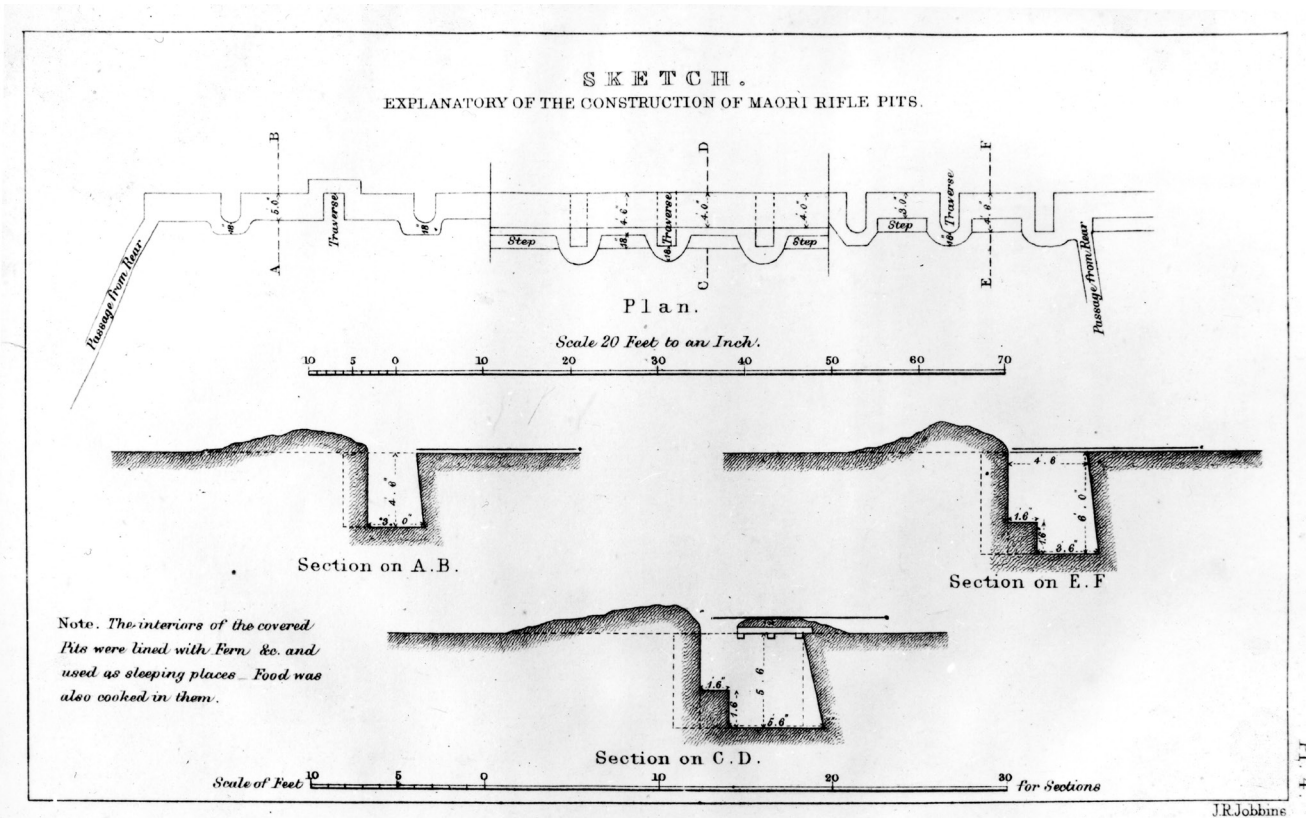 SKETCH.
EXPLANATORY OF THE CONSTRUCTION OF MAORI RIFLE PITS.
B
D
F
Passage from Rear
18"
5.0"
Traverse
18"
A
Step
4.6"
18"
18"
Traverse
4.0"
4.0"
Step
C
3.0"
Step
18"
Traverse
4.6"
E
Passage from Rear
Plan.
Scale 20 Feet to an Inch.
10 5 0 10 20 30 40 50 60 70
4.6"
3.0"
Section on A.B.
4.6
1.6"
1.6"
6.0"
3.6"
Section on E.F
Note. The interiors of the covered
Pits were lined with Fern &c. and
used as sleeping places Food was
also cooked in them.
1.6"
1.6"
5.6
5.6"
Section on C.D.
Scale of Feet 10 5 0 10 20 30 for Sections
J.R.Jobbins